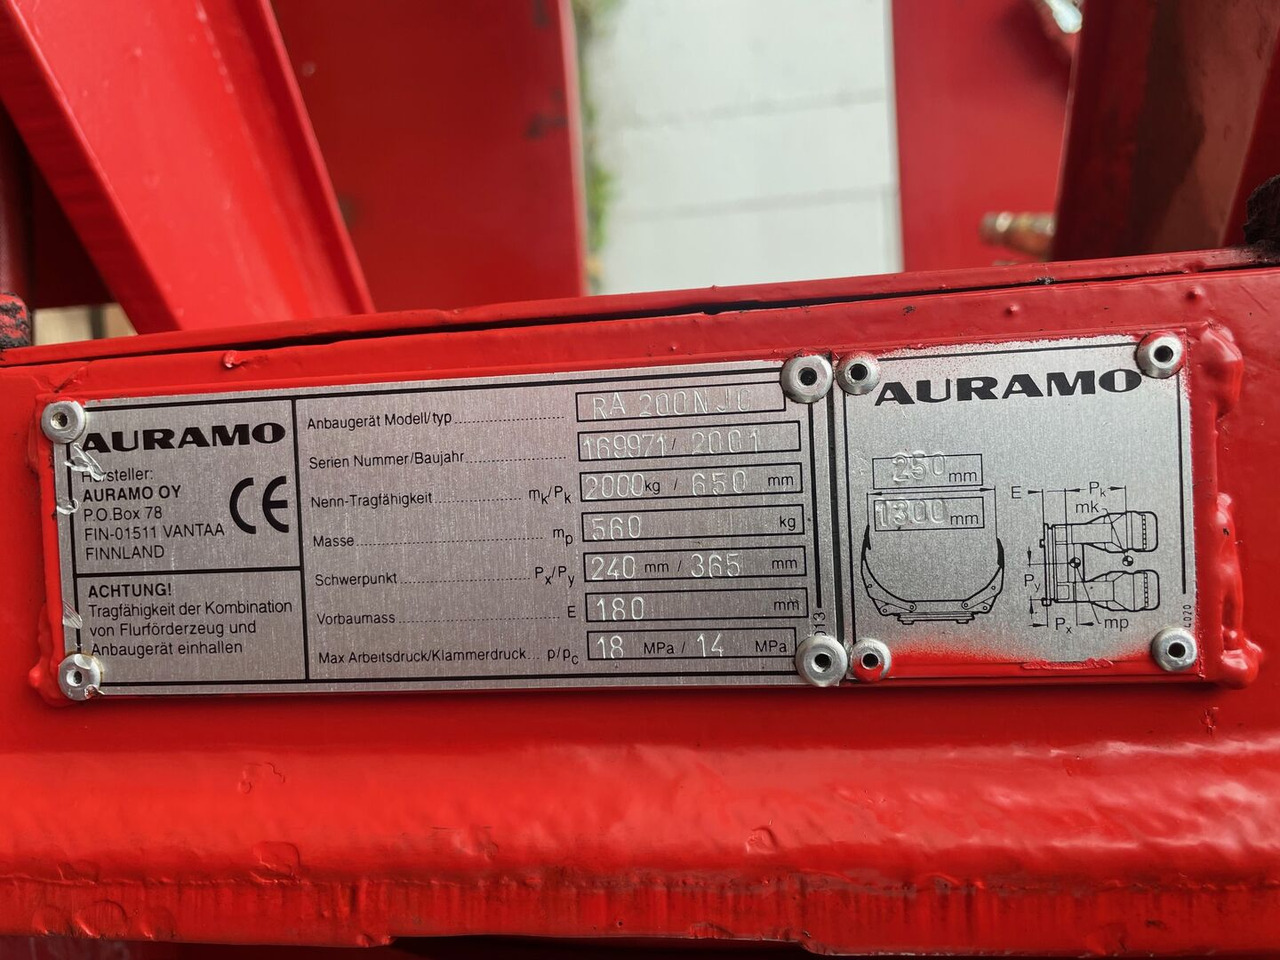 AURAMO
Hersteller:
AURAMO OY
P.O.Box 78
FIN-01511 VANTAA
FINNLAND
CE
ACHTUNG!
Tragfähigkeit der Kombination
von Flurförderzeug und
Anbaugerät einhalten
Anbaugerät Modell/typ RA 200NJC
Serien Nummer/Baujahr 169971 / 2001
Nenn-Tragfähigkeit mk/Pk 2000 kg / 650 mm
Masse mp 560 kg
Schwerpunkt Px/Py 240 mm / 365 mm
Vorbaumass E 180 mm
Max Arbeitsdruck/Klammerdruck p/pc 18 MPa / 14 MPa
AURAMO
250 mm
1300 mm
E Pk
mk
Py
Px mp
4020